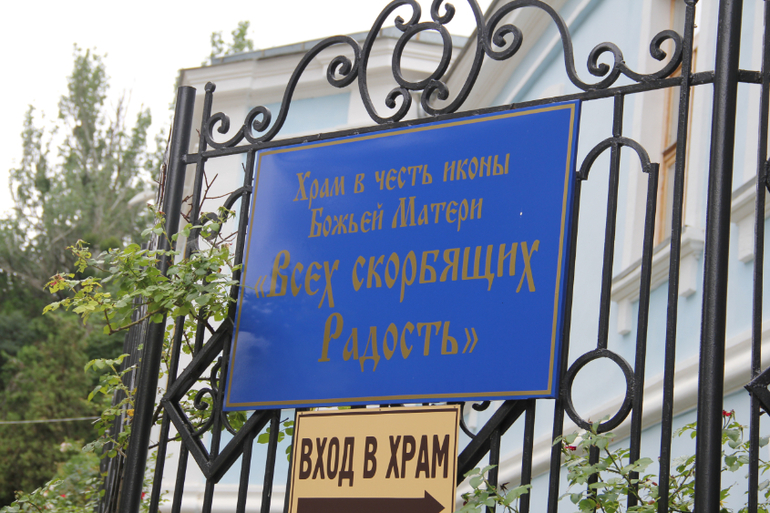 Храм в честь иконы
Божьей Матери
«Всех скорбящих
Радость»
ВХОД В ХРАМ